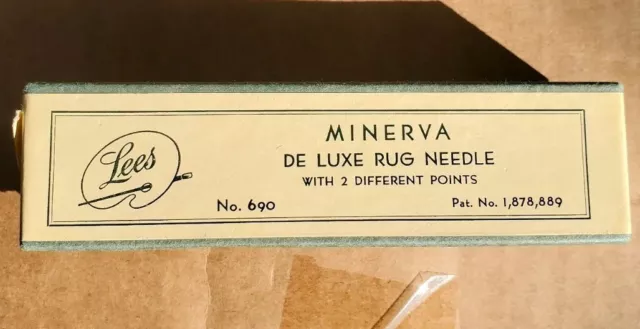 Lees
MINERVA
DE LUXE RUG NEEDLE
WITH 2 DIFFERENT POINTS
No. 690 Pat. No. 1,878,889